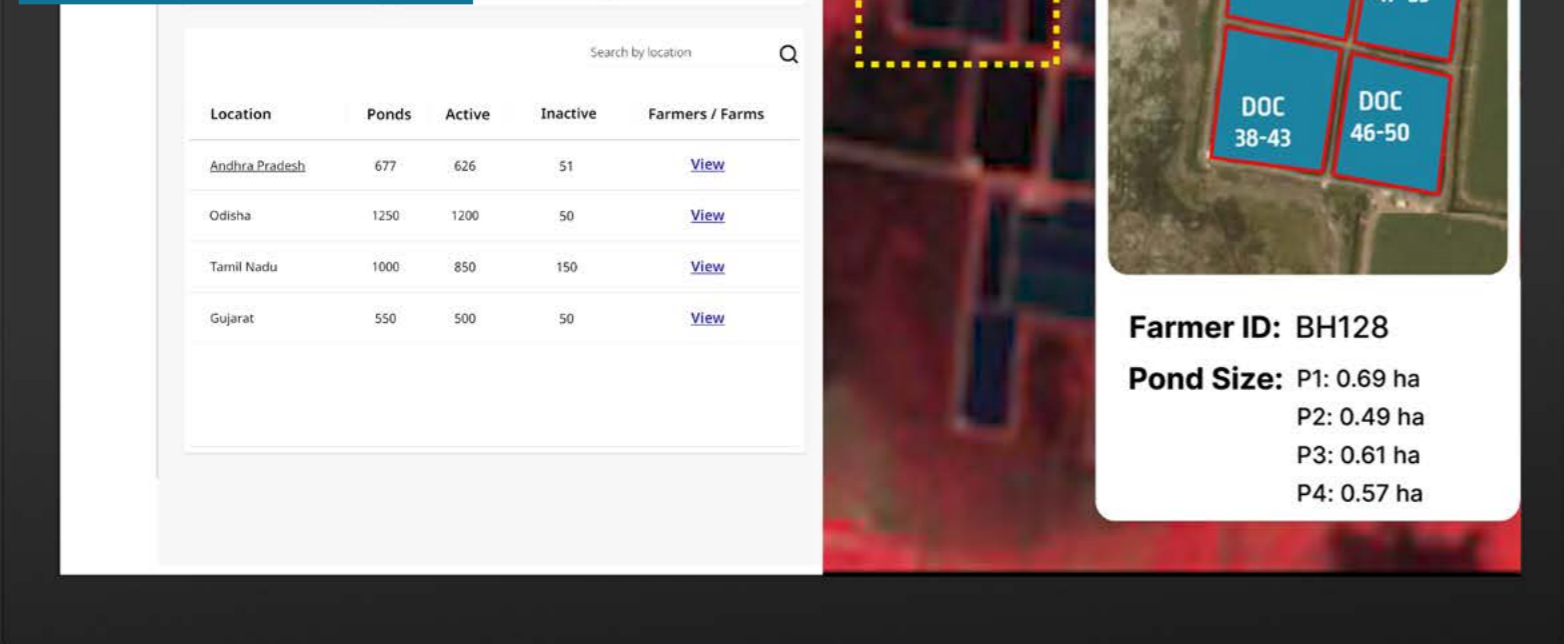 Search by location
Location Ponds Active Inactive Farmers / Farms
Andhra Pradesh 677 626 51 View
Odisha 1250 1200 50 View
Tamil Nadu 1000 850 150 View
Gujarat 550 500 50 View
DOC
38-43
DOC
46-50
Farmer ID: BH128
Pond Size: P1: 0.69 ha
P2: 0.49 ha
P3: 0.61 ha
P4: 0.57 ha